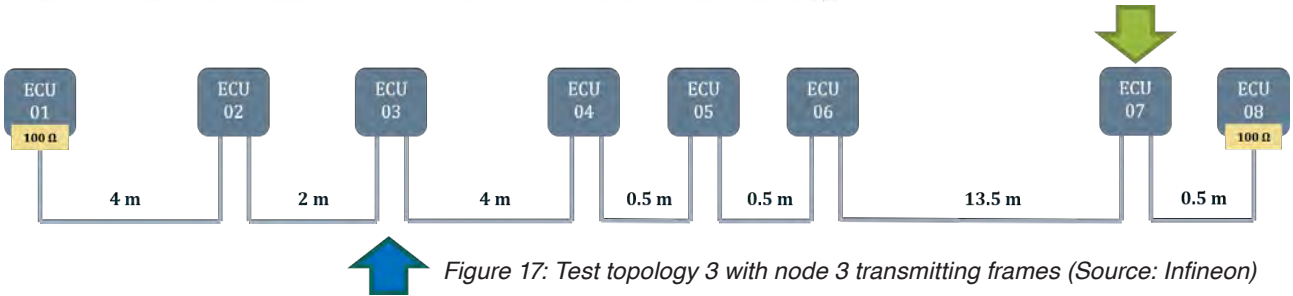 ECU 01
ECU 02
ECU 03
ECU 04
ECU 05
ECU 06
ECU 07
ECU 08
100 Ω
100 Ω
4 m
2 m
4 m
0.5 m
0.5 m
13.5 m
0.5 m
Figure 17: Test topology 3 with node 3 transmitting frames (Source: Infineon)